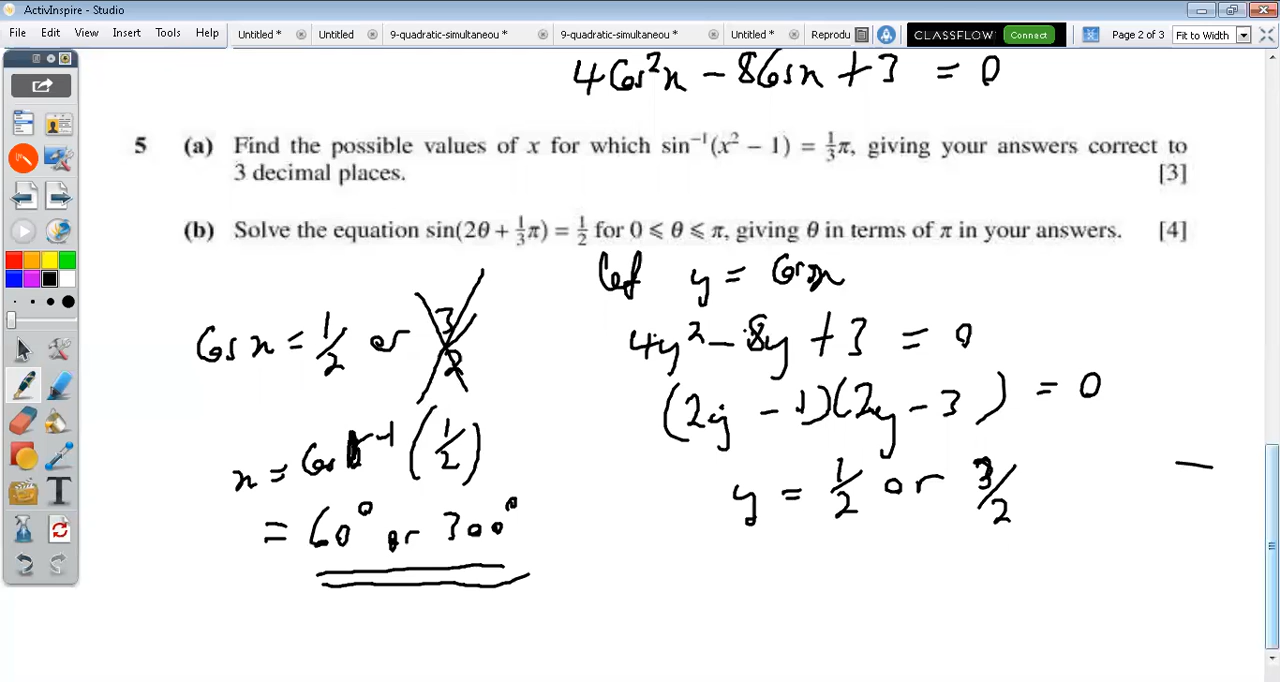 ActivInspire - Studio
File Edit View Insert Tools Help Untitled * Untitled 9-quadratic-simultaneou * 9-quadratic-simultaneou * Untitled * Reprodu CLASSFLOW Connect Page 2 of 3 Fit to Width
4Cos²x - 8Cosx + 3 = 0
5 (a) Find the possible values of x for which sin⁻¹(x² − 1) = ⅓π, giving your answers correct to
3 decimal places. [3]
(b) Solve the equation sin(2θ + ⅓π) = ½ for 0 ⩽ θ ⩽ π, giving θ in terms of π in your answers. [4]
Let y = Cosx
4y² - 8y + 3 = 0
(2y - 1)(2y - 3) = 0
y = 1/2 or 3/2
Cosx = 1/2 or 3/2
x = Cos⁻¹(1/2)
= 60° or 300°
T